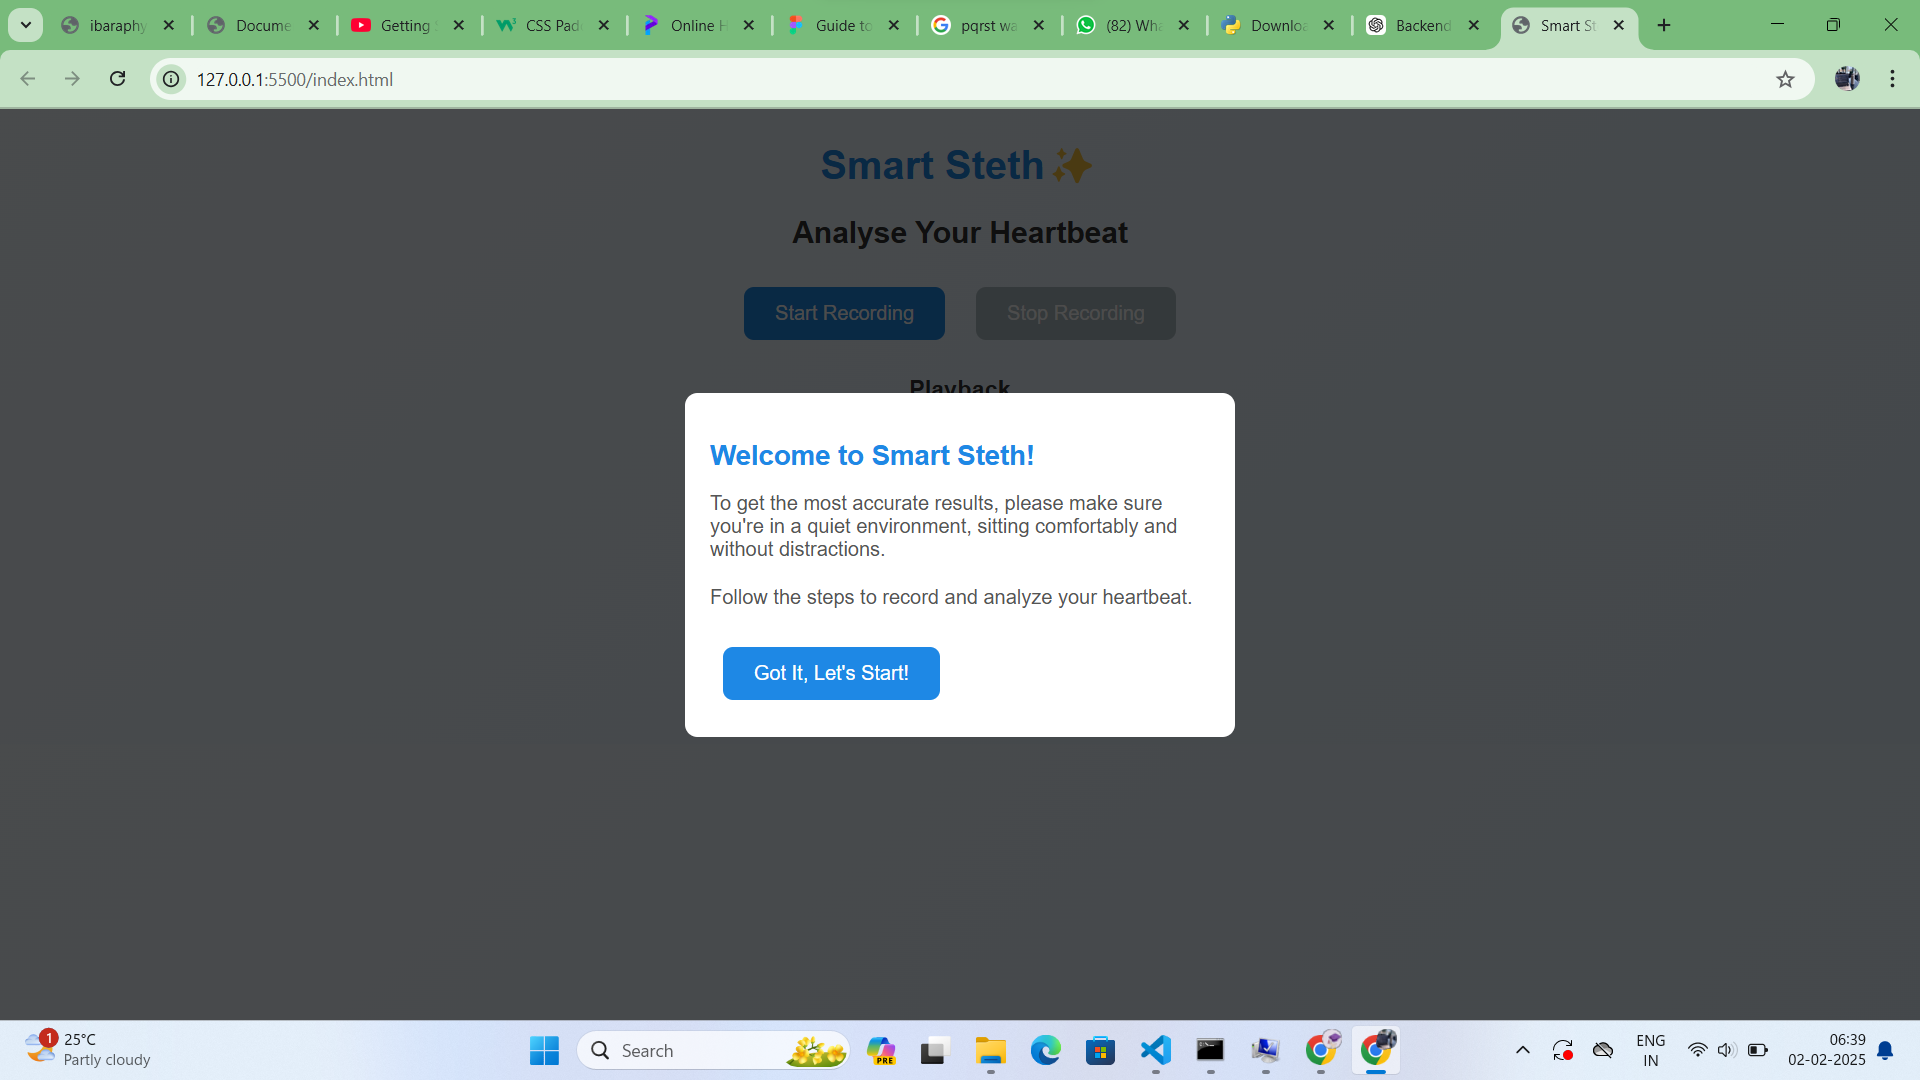 ibaraphy
Docume
Getting S
CSS Pad
Online H
Guide to
pqrst wa
(82) Wha
Downloa
Backend
Smart St
127.0.0.1:5500/index.html
Smart Steth✨
Analyse Your Heartbeat
Start Recording
Stop Recording
Playback
Welcome to Smart Steth!
To get the most accurate results, please make sure
you're in a quiet environment, sitting comfortably and
without distractions.
Follow the steps to record and analyze your heartbeat.
Got It, Let's Start!
1
25°C
Partly cloudy
Search
PRE
ENG
IN
06:39
02-02-2025